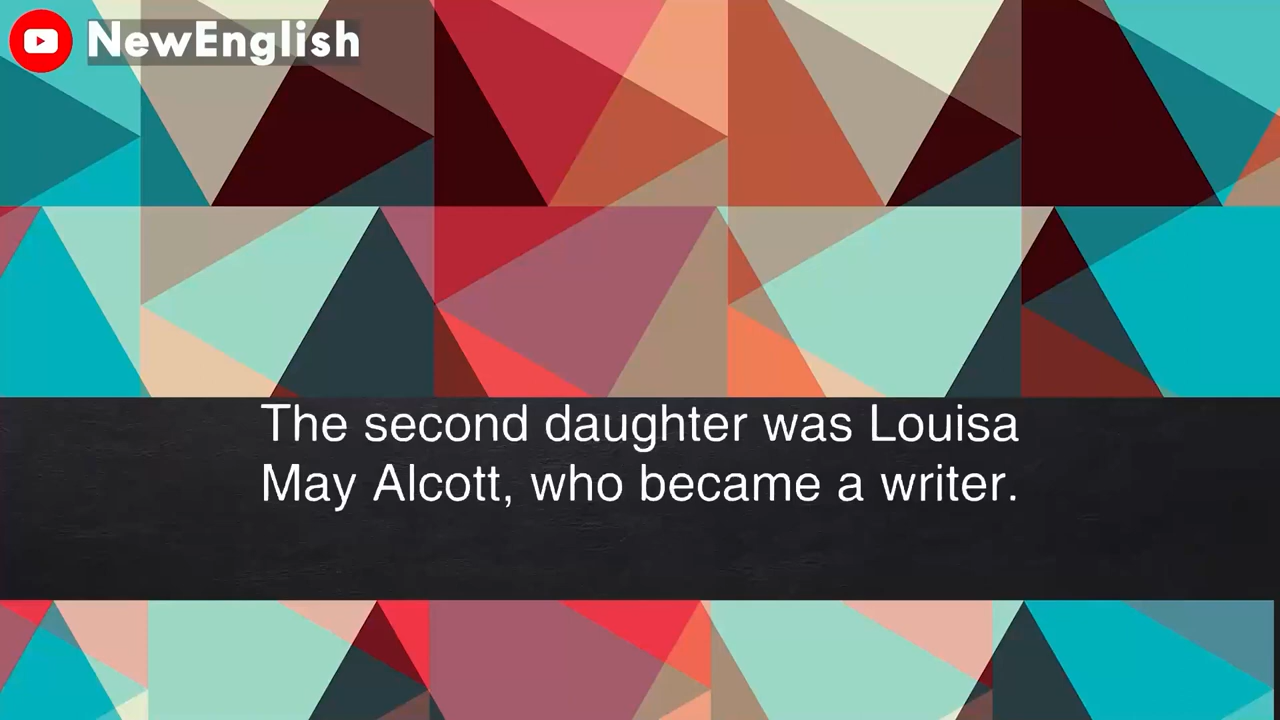 NewEnglish
The second daughter was Louisa
May Alcott, who became a writer.